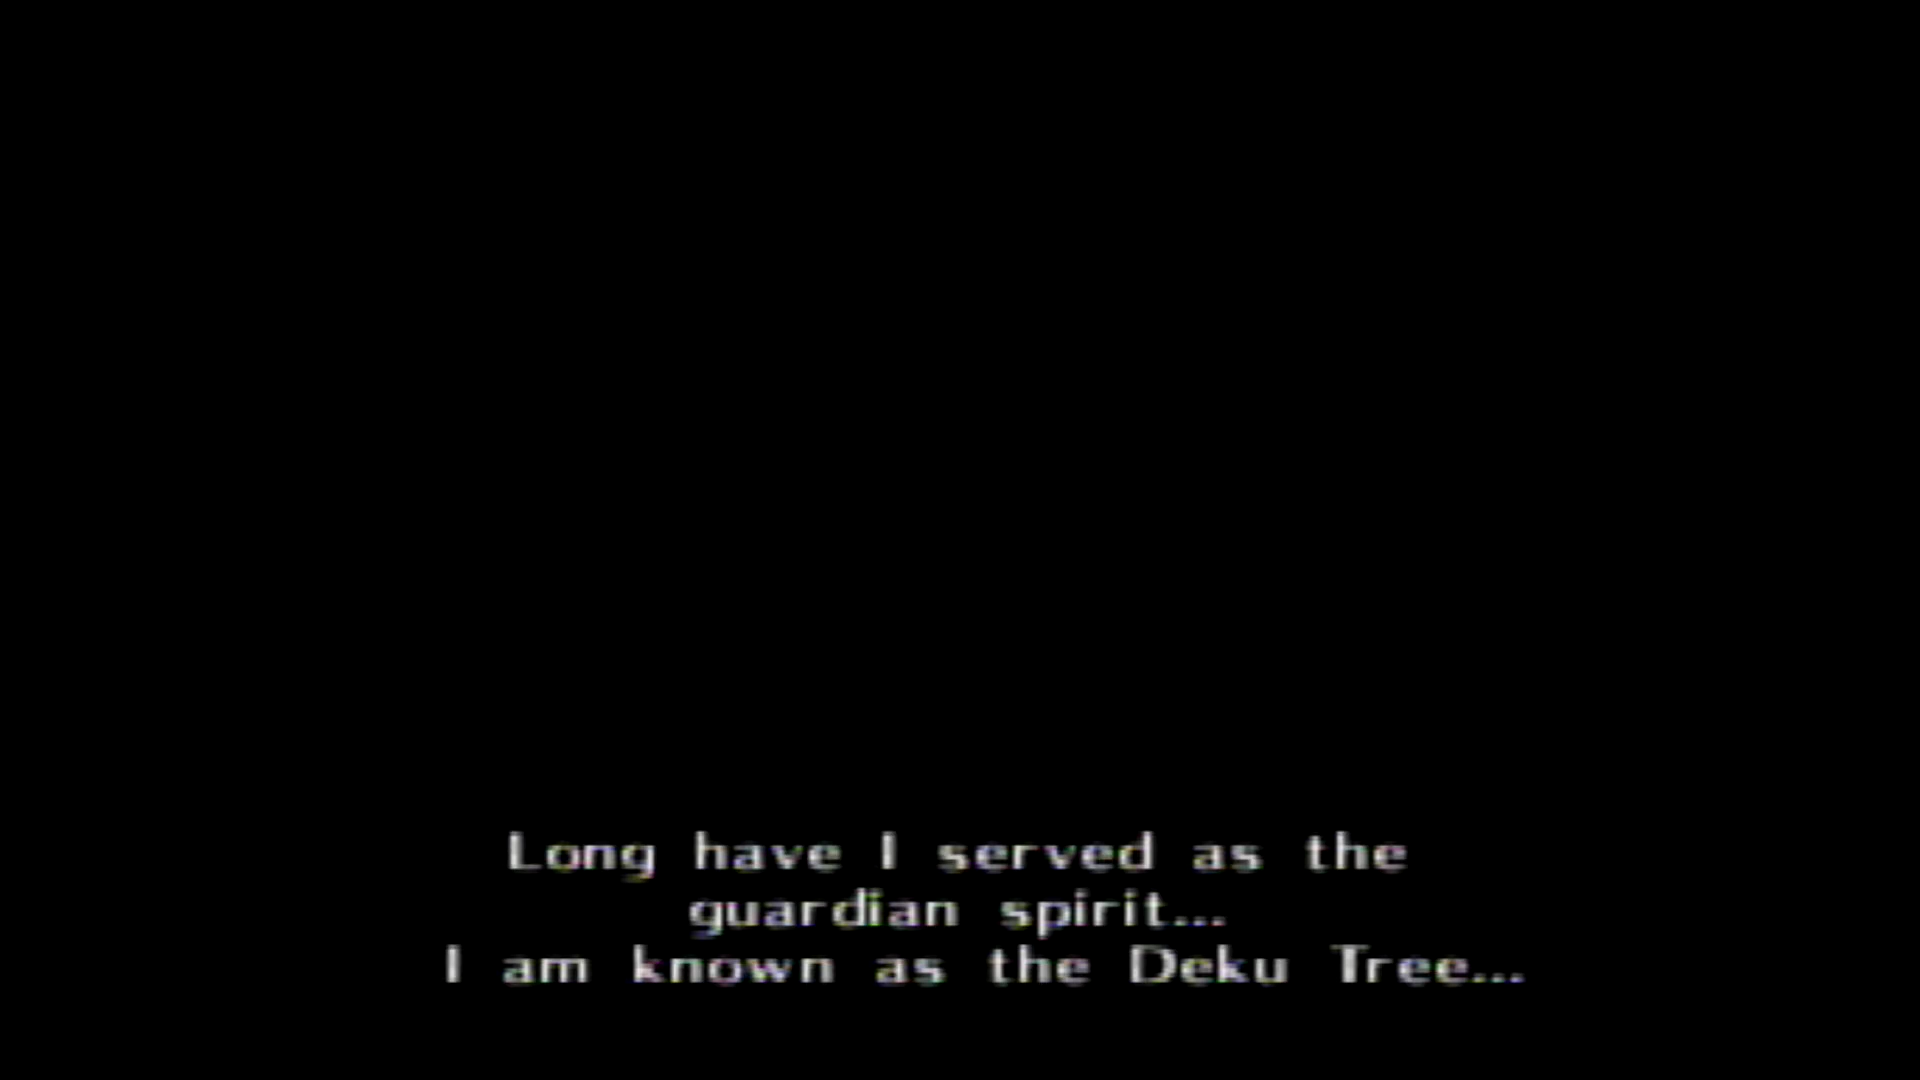 Long have I served as the
guardian spirit...
I am known as the Deku Tree...